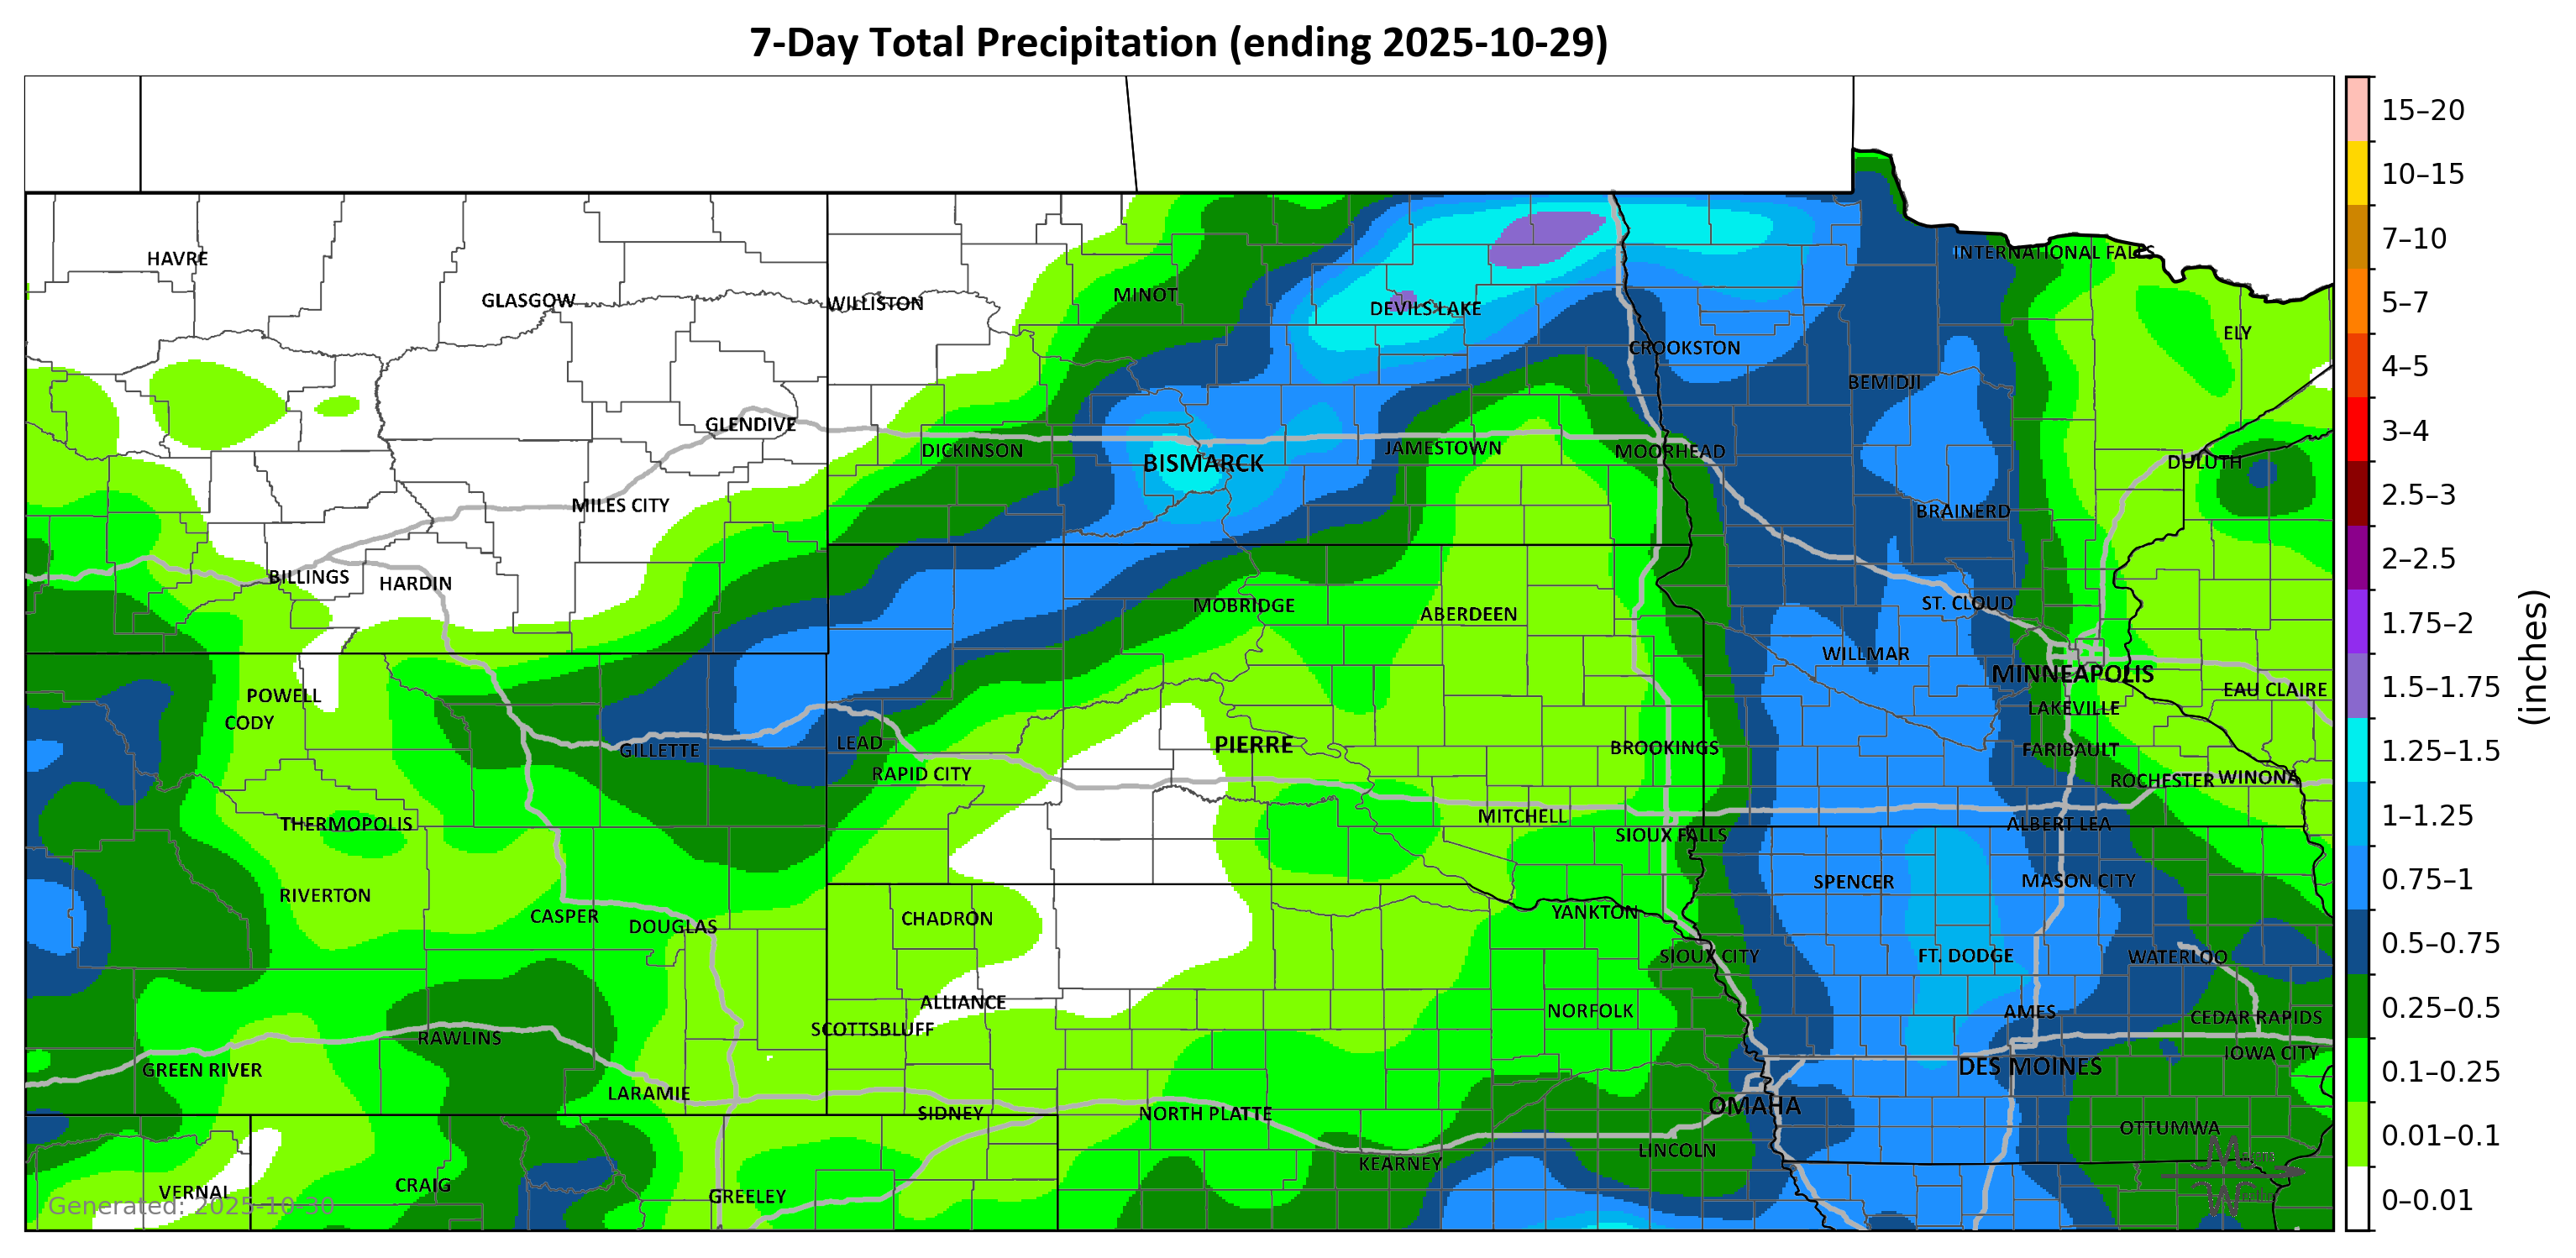 7-Day Total Precipitation (ending 2025-10-29)
HAVRE
INTERNATIONAL FALLS
GLASGOW
WILLISTON
MINOT
DEVILS LAKE
ELY
CROOKSTON
BEMIDJI
GLENDIVE
DICKINSON
BISMARCK
JAMESTOWN
MOORHEAD
DULUTH
MILES CITY
BRAINERD
BILLINGS
HARDIN
MOBRIDGE
ABERDEEN
ST. CLOUD
WILLMAR
MINNEAPOLIS
POWELL
EAU CLAIRE
CODY
LAKEVILLE
GILLETTE
LEAD
PIERRE
BROOKINGS
FARIBAULT
RAPID CITY
ROCHESTER
WINONA
THERMOPOLIS
MITCHELL
SIOUX FALLS
ALBERT LEA
RIVERTON
SPENCER
MASON CITY
CASPER
DOUGLAS
CHADRON
YANKTON
SIOUX CITY
FT. DODGE
WATERLOO
ALLIANCE
NORFOLK
AMES
CEDAR RAPIDS
SCOTTSBLUFF
RAWLINS
IOWA CITY
GREEN RIVER
DES MOINES
LARAMIE
OMAHA
SIDNEY
NORTH PLATTE
OTTUMWA
LINCOLN
KEARNEY
VERNAL
CRAIG
GREELEY
Generated: 2025-10-30
15–20
10–15
7–10
5–7
4–5
3–4
2.5–3
2–2.5
1.75–2
1.5–1.75
1.25–1.5
1–1.25
0.75–1
0.5–0.75
0.25–0.5
0.1–0.25
0.01–0.1
0–0.01
(inches)